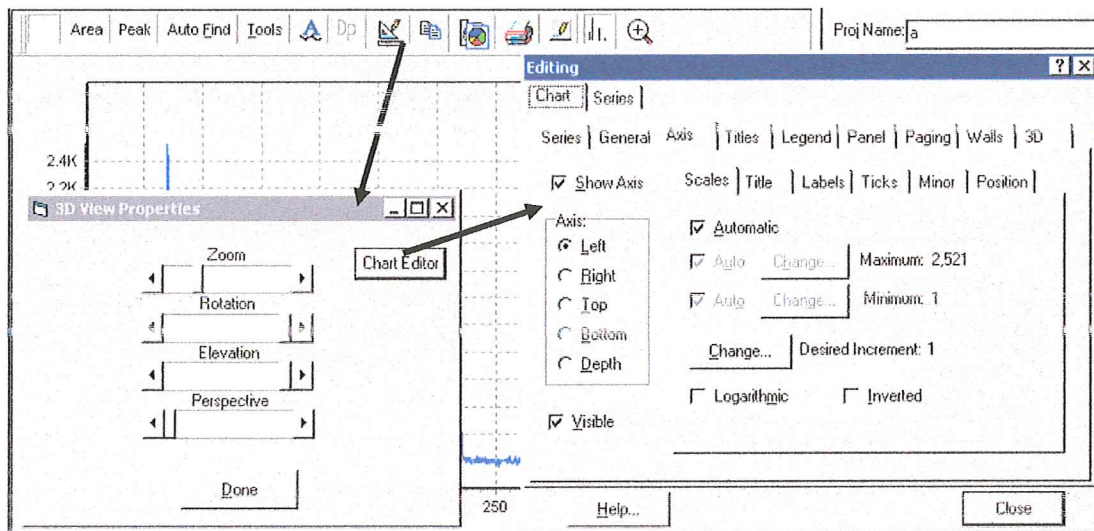 Area Peak Auto Find Tools A Dp
Proj Name: a
2.4K
2.2K
3D View Properties
Zoom
Chart Editor
Rotation
Elevation
Perspective
Done
250
Editing
Chart Series
Series General Axis Titles Legend Panel Paging Walls 3D
Show Axis
Scales Title Labels Ticks Minor Position
Axis:
Left
Right
Top
Bottom
Depth
Visible
Automatic
Auto Change... Maximum: 2,521
Auto Change... Minimum: 1
Change... Desired Increment: 1
Logarithmic Inverted
Help... Close